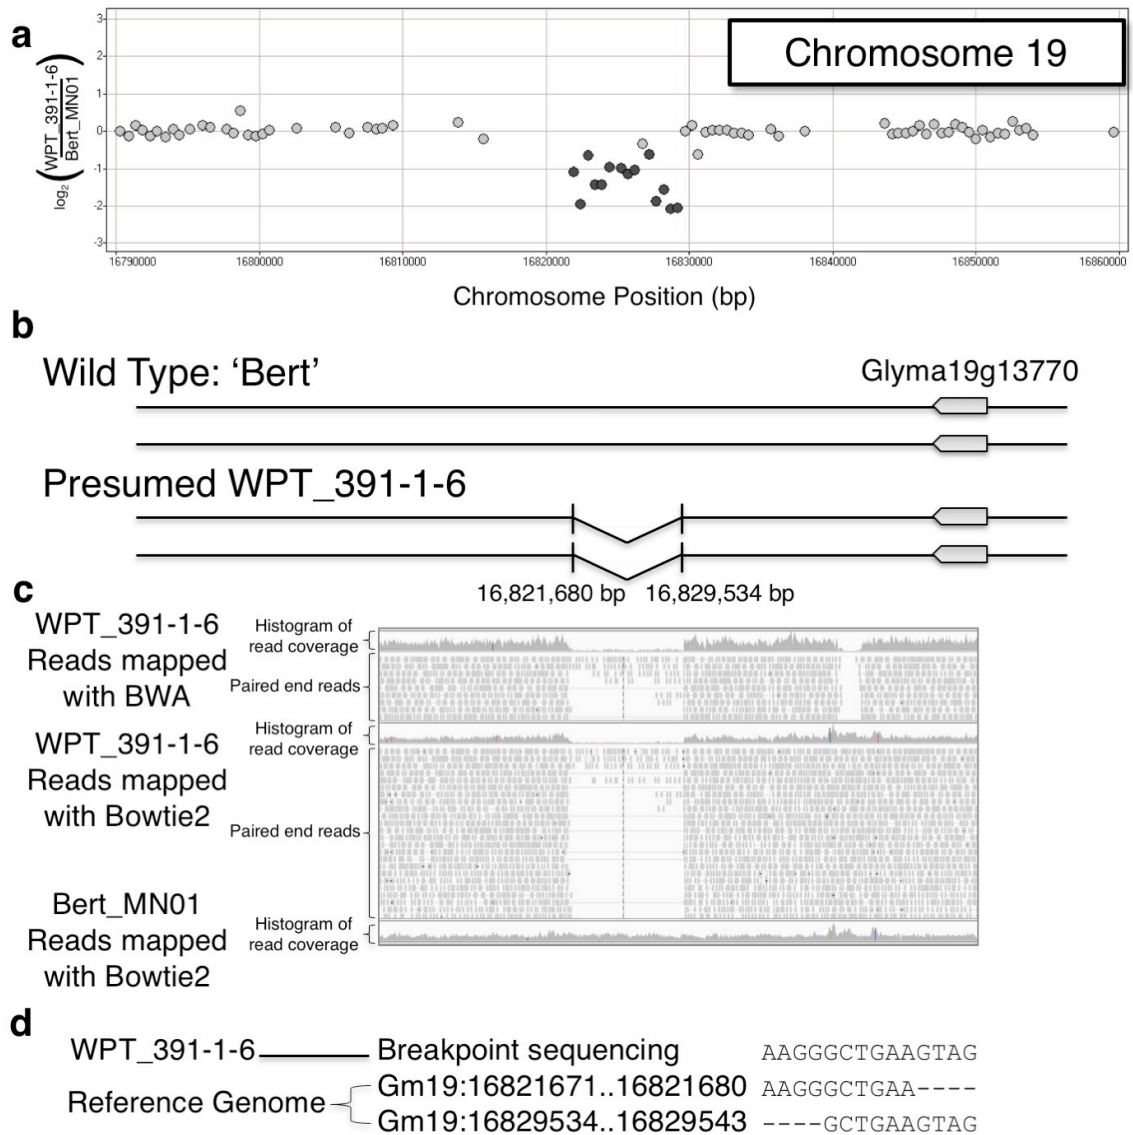 a
Chromosome 19
3
2
1
0
-1
-2
-3
log2(WPT_391-1-6
Bert_MN01)
16790000 16800000 16810000 16820000 16830000 16840000 16850000 16860000
Chromosome Position (bp)
b
Wild Type: ‘Bert’
Glyma19g13770
Presumed WPT_391-1-6
16,821,680 bp 16,829,534 bp
c
WPT_391-1-6
Reads mapped
with BWA
Histogram of
read coverage
Paired end reads
WPT_391-1-6
Reads mapped
with Bowtie2
Histogram of
read coverage
Paired end reads
Bert_MN01
Reads mapped
with Bowtie2
Histogram of
read coverage
d
WPT_391-1-6 Breakpoint sequencing AAGGGCTGAAGTAG
Reference Genome
Gm19:16821671..16821680 AAGGGCTGAA----
Gm19:16829534..16829543 ----GCTGAAGTAG